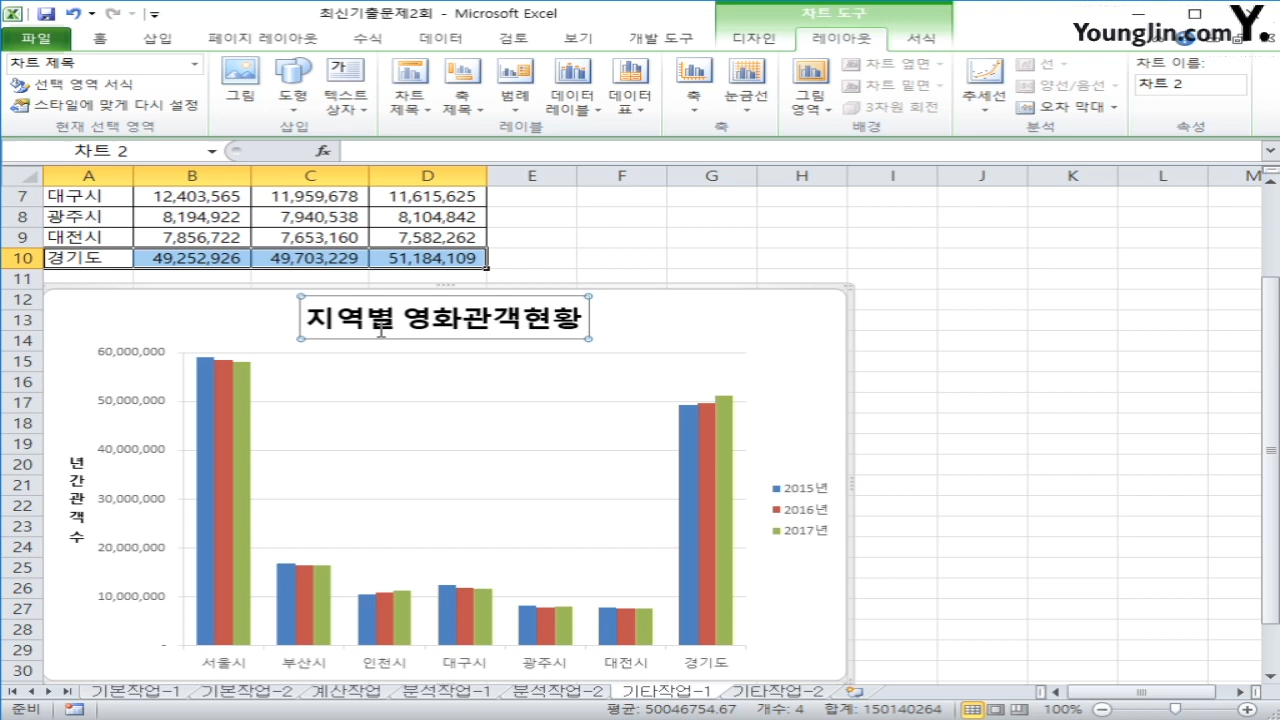 최신기출문제2회 - Microsoft Excel
차트 도구
YoungJin.com Y.
파일 홈 삽입 페이지 레이아웃 수식 데이터 검토 보기 개발 도구 디자인 레이아웃 서식
차트 제목
선택 영역 서식
스타일에 맞게 다시 설정
현재 선택 영역
그림 도형 텍스트 상자
삽입
차트 제목 축 제목 범례 데이터 레이블 데이터 표
레이블
축 눈금선
축
그림 영역
차트 옆면
차트 밑면
3차원 회전
배경
추세선
선
양선/음선
오차 막대
분석
차트 이름:
차트 2
속성
차트 2 fx
A B C D E F G H I J K L M
7 대구시 12,403,565 11,959,678 11,615,625
8 광주시 8,194,922 7,940,538 8,104,842
9 대전시 7,856,722 7,653,160 7,582,262
10 경기도 49,252,926 49,703,229 51,184,109
11
12
13
14
15
16
17
18
19
20
21
22
23
24
25
26
27
28
29
30
지역별 영화관객현황
60,000,000
50,000,000
40,000,000
30,000,000
20,000,000
10,000,000
-
년간관객수
2015년
2016년
2017년
서울시 부산시 인천시 대구시 광주시 대전시 경기도
기본작업-1 기본작업-2 계산작업 분석작업-1 분석작업-2 기타작업-1 기타작업-2
준비 평균: 50046754.67 개수: 4 합계: 150140264 100%